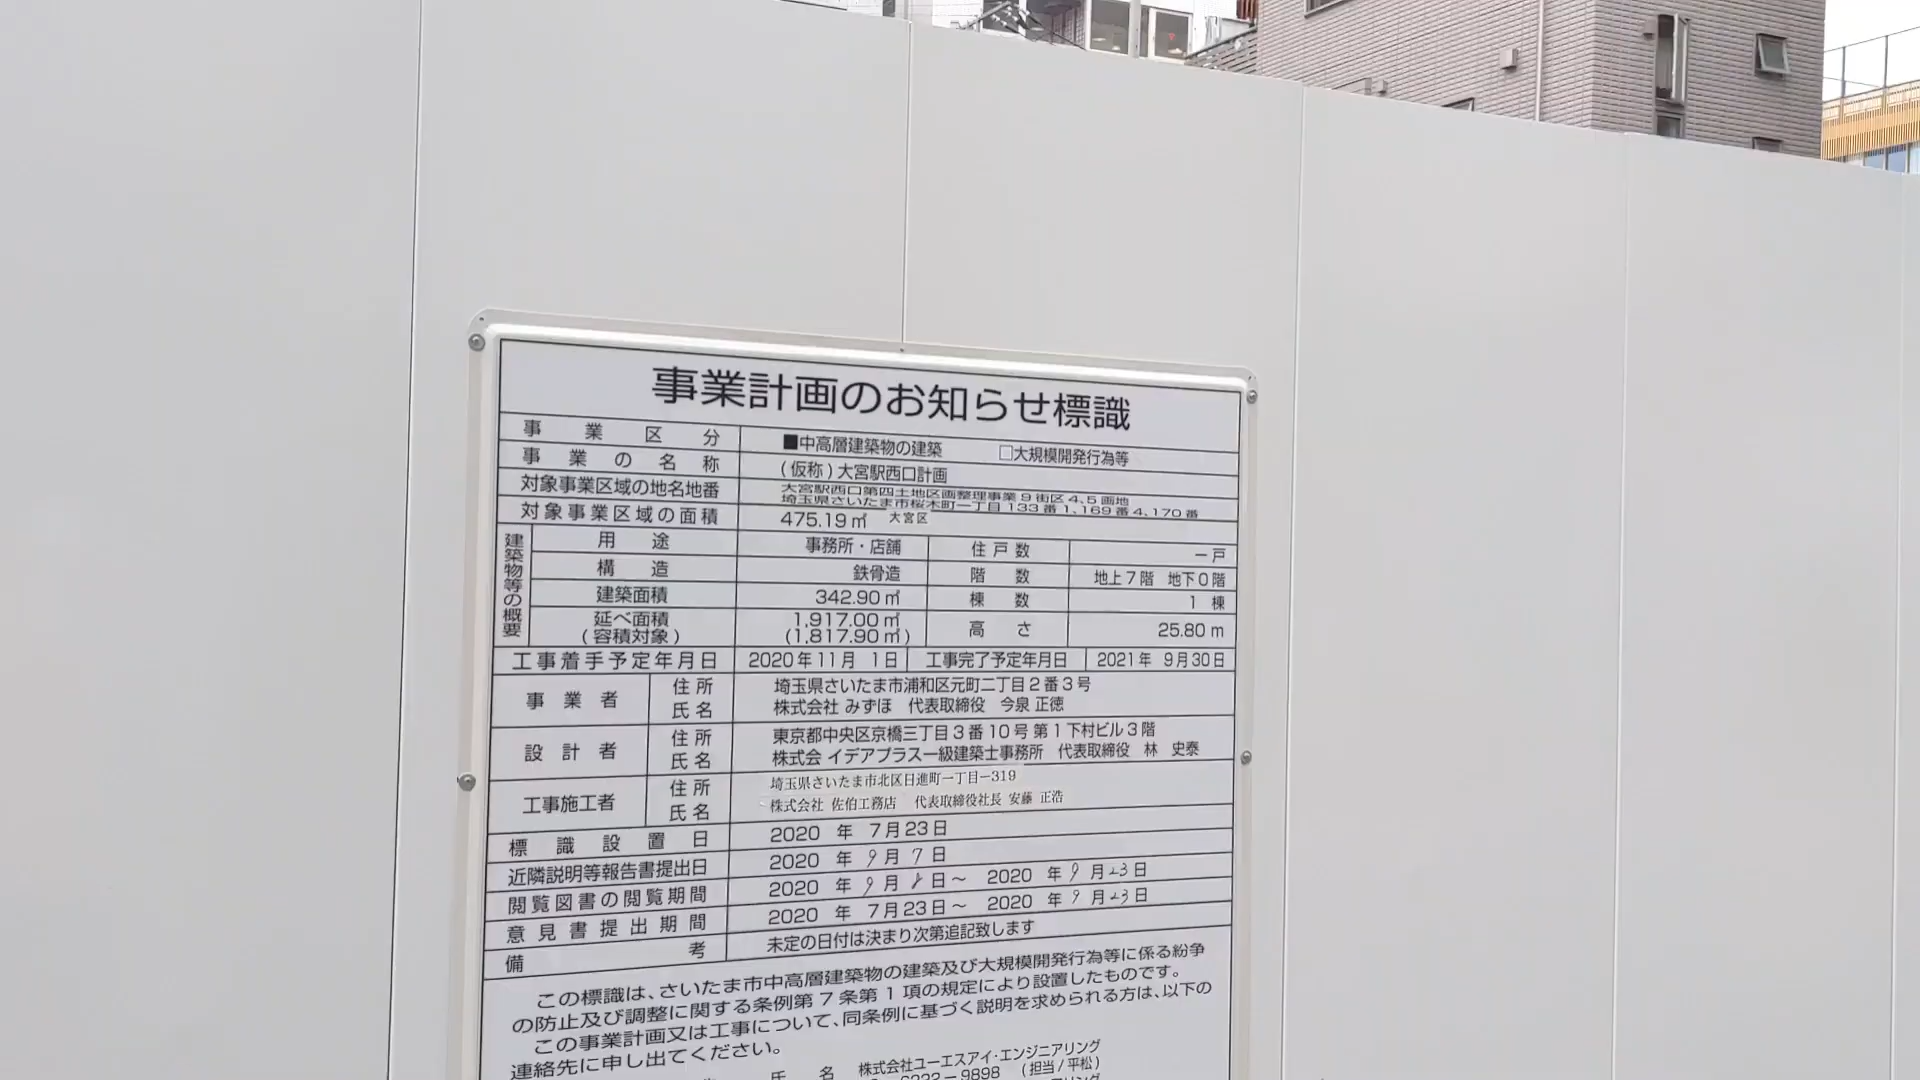 事業計画のお知らせ標識
事業区分 ■中高層建築物の建築 □大規模開発行為等
事業の名称 (仮称)大宮駅西口計画
対象事業区域の地名地番 大宮駅西口第四土地区画整理事業9街区4、5画地
埼玉県さいたま市桜木町一丁目133番1、169番4、170番
大宮区
対象事業区域の面積 475.19㎡
建築物等の概要
用途 事務所・店舗 住戸数 ー戸
構造 鉄骨造 階数 地上7階 地下0階
建築面積 342.90㎡ 棟数 1棟
延べ面積 1,917.00㎡ 高さ 25.80m
(容積対象) (1,817.90㎡)
工事着手予定年月日 2020年11月 1日 工事完了予定年月日 2021年 9月30日
事業者 住所 埼玉県さいたま市浦和区元町二丁目2番3号
氏名 株式会社 みずほ 代表取締役 今泉 正徳
設計者 住所 東京都中央区京橋三丁目3番10号 第1下村ビル3階
氏名 株式会 イデアプラス一級建築士事務所 代表取締役 林 史泰
工事施工者 住所 埼玉県さいたま市北区日進町一丁目ー319
氏名 株式会社 佐伯工務店 代表取締役社長 安藤 正浩
標識設置日 2020 年 7月23日
近隣説明等報告書提出日 2020 年 9月 7日
閲覧図書の閲覧期間 2020 年 9月 8日～ 2020 年 9月23日
意見書提出期間 2020 年 7月23日～ 2020 年 9月23日
備考 未定の日付は決まり次第追記致します
この標識は、さいたま市中高層建築物の建築及び大規模開発行為等に係る紛争
の防止及び調整に関する条例第7条第1項の規定により設置したものです。
この事業計画又は工事について、同条例に基づく説明を求められる方は、以下の
連絡先に申し出てください。
氏名 株式会社ユーエスアイ・エンジニアリング
9898 (担当/平松)